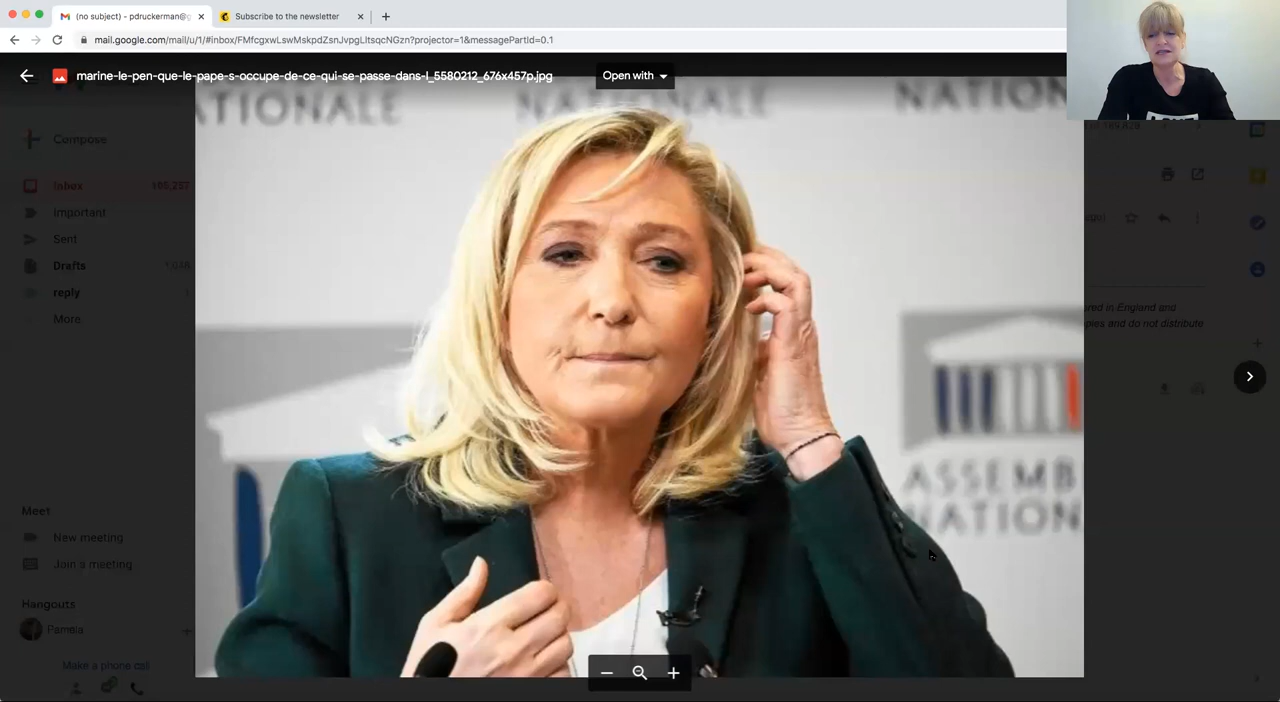 (no subject) - pdruckerman@g
Subscribe to the newsletter
mail.google.com/mail/u/1/#inbox/FMfcgxwLswMskpdZsnJvpgLltsqcNGzn?projector=1&messagePartId=0.1
marine-le-pen-que-le-pape-s-occupe-de-ce-qui-se-passe-dans-l_5580212_676x457p.jpg
Open with
NATIONALE
NATIONALE
NATION
Compose
Inbox
Important
Sent
Drafts
reply
More
red in England and
pies and do not distribute
ASSEMB
NATION
Meet
New meeting
Join a meeting
Hangouts
Pamela
Make a phone call